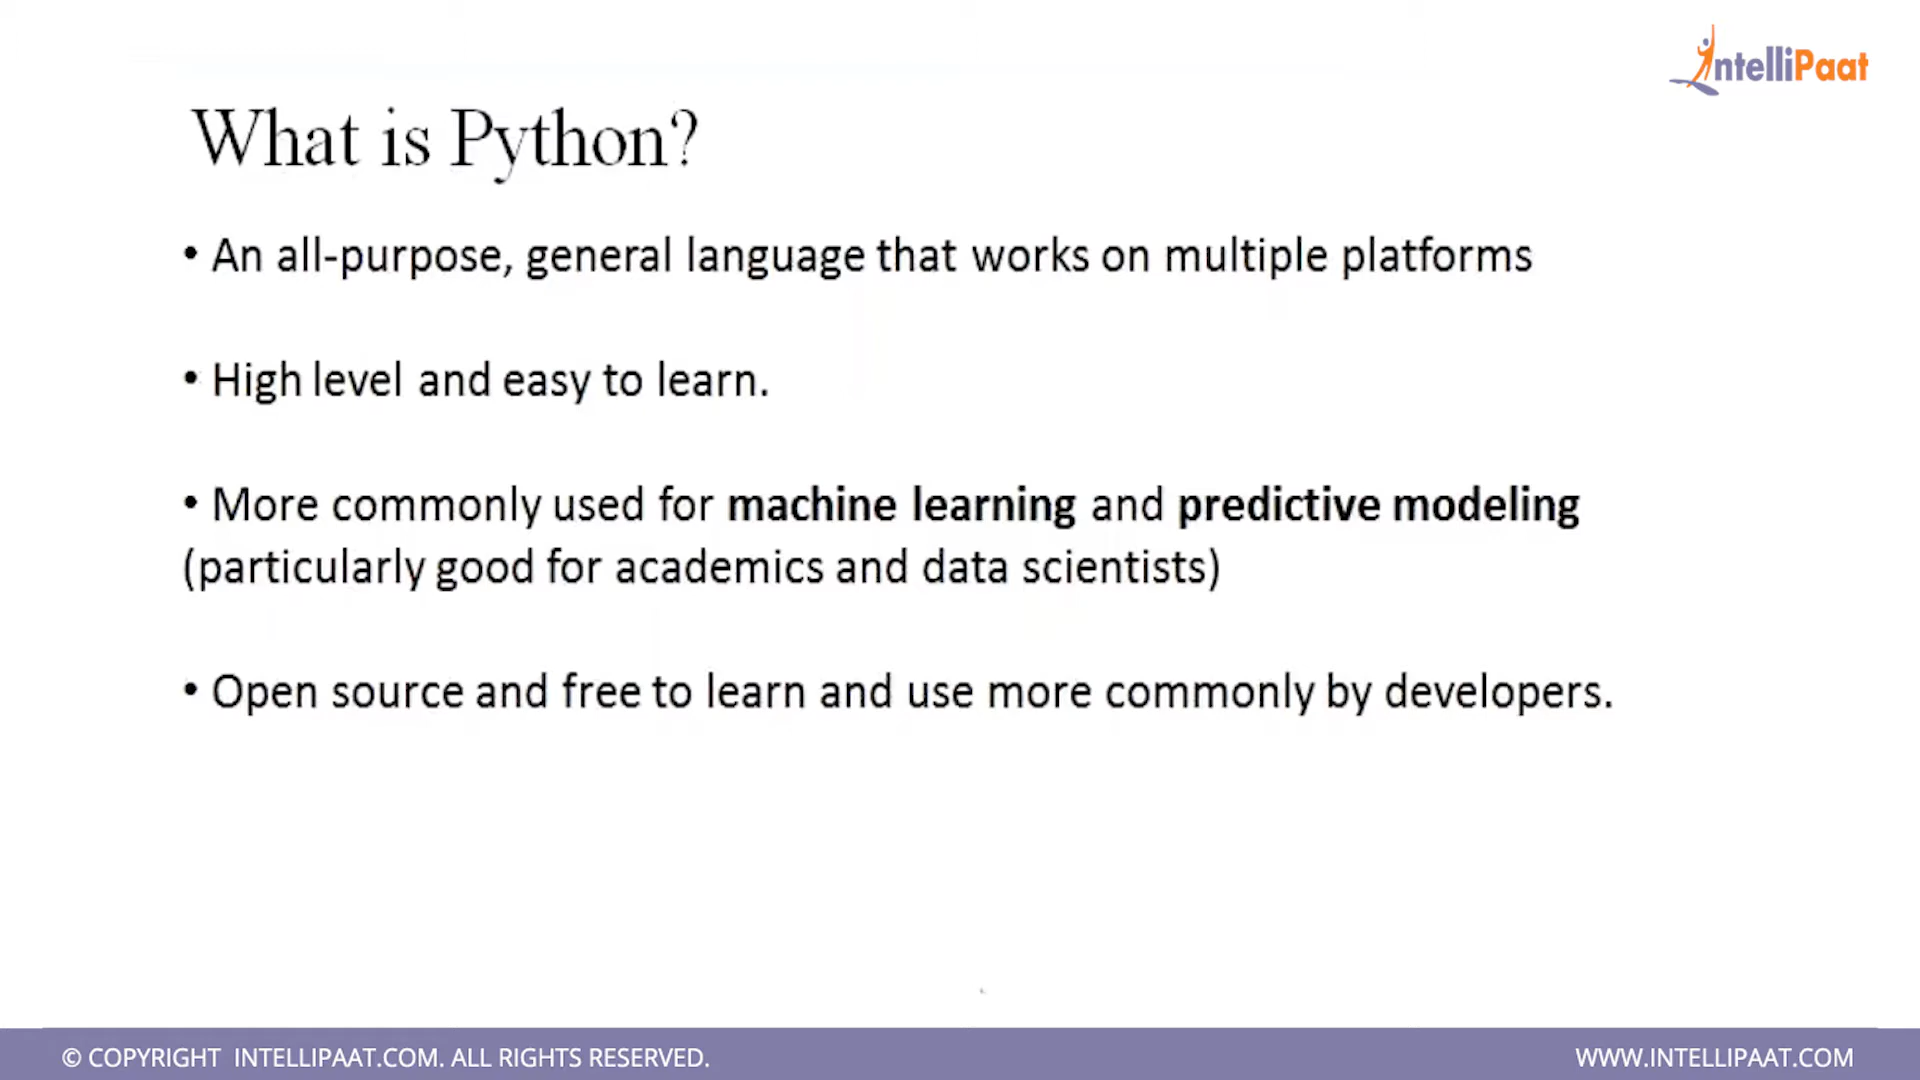 IntelliPaat
What is Python?
• An all-purpose, general language that works on multiple platforms
• High level and easy to learn.
• More commonly used for machine learning and predictive modeling
(particularly good for academics and data scientists)
• Open source and free to learn and use more commonly by developers.
© COPYRIGHT INTELLIPAAT.COM. ALL RIGHTS RESERVED.
WWW.INTELLIPAAT.COM